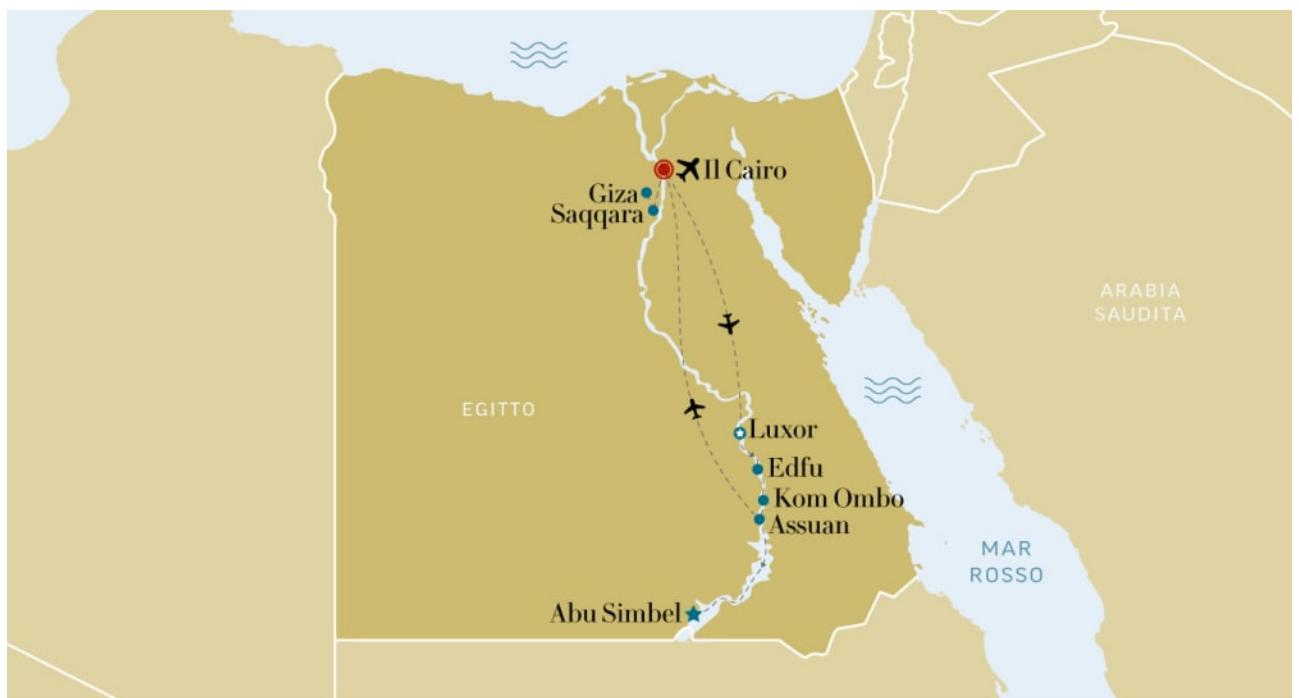 Il Cairo
Giza
Saqqara
ARABIA
SAUDITA
EGITTO
Luxor
Edfu
Kom Ombo
Assuan
MAR
ROSSO
Abu Simbel